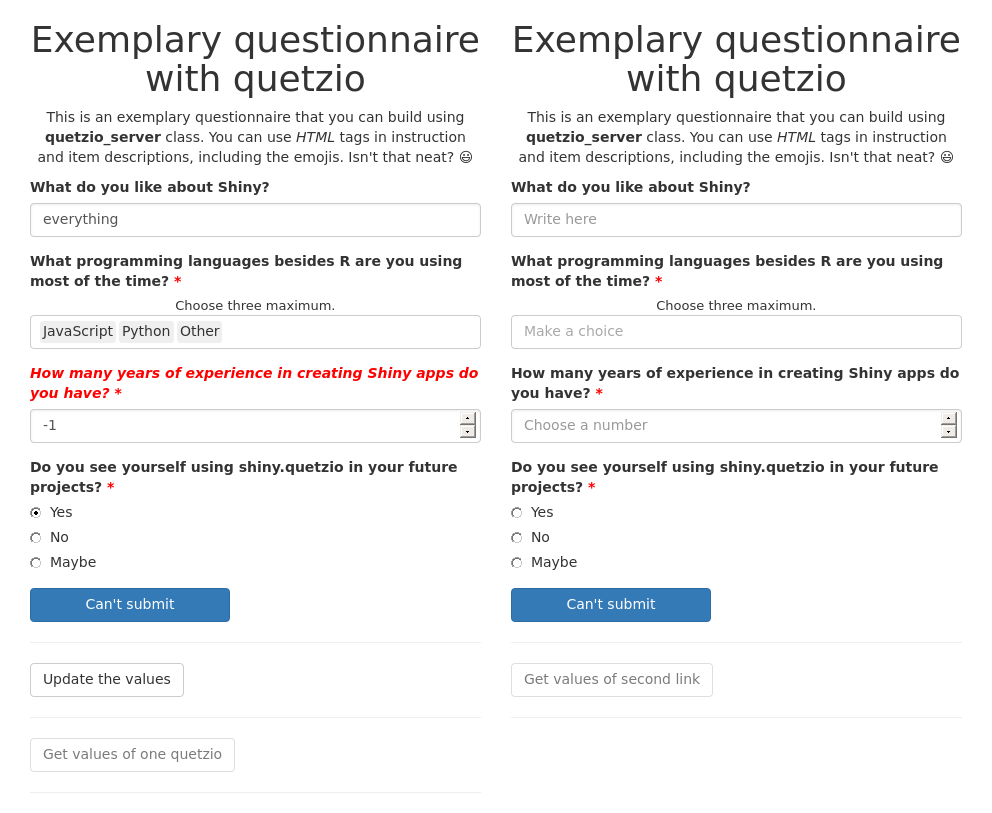 Exemplary questionnaire
with quetzio
This is an exemplary questionnaire that you can build using
quetzio_server class. You can use HTML tags in instruction
and item descriptions, including the emojis. Isn't that neat? 😃
What do you like about Shiny?
everything
What programming languages besides R are you using
most of the time? *
Choose three maximum.
JavaScript Python Other
How many years of experience in creating Shiny apps do
you have? *
-1
Do you see yourself using shiny.quetzio in your future
projects? *
Yes
No
Maybe
Can't submit
Update the values
Get values of one quetzio
Exemplary questionnaire
with quetzio
This is an exemplary questionnaire that you can build using
quetzio_server class. You can use HTML tags in instruction
and item descriptions, including the emojis. Isn't that neat? 😃
What do you like about Shiny?
Write here
What programming languages besides R are you using
most of the time? *
Choose three maximum.
Make a choice
How many years of experience in creating Shiny apps do
you have? *
Choose a number
Do you see yourself using shiny.quetzio in your future
projects? *
Yes
No
Maybe
Can't submit
Get values of second link